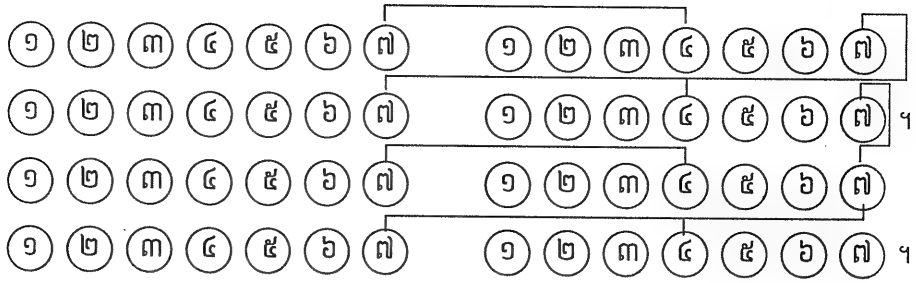 ๑ ๒ ๓ ๔ ๕ ๖ ๗ ๑ ๒ ๓ ๔ ๕ ๖ ๗
๑ ๒ ๓ ๔ ๕ ๖ ๗ ๑ ๒ ๓ ๔ ๕ ๖ ๗ ฯ
๑ ๒ ๓ ๔ ๕ ๖ ๗ ๑ ๒ ๓ ๔ ๕ ๖ ๗
๑ ๒ ๓ ๔ ๕ ๖ ๗ ๑ ๒ ๓ ๔ ๕ ๖ ๗ ฯ